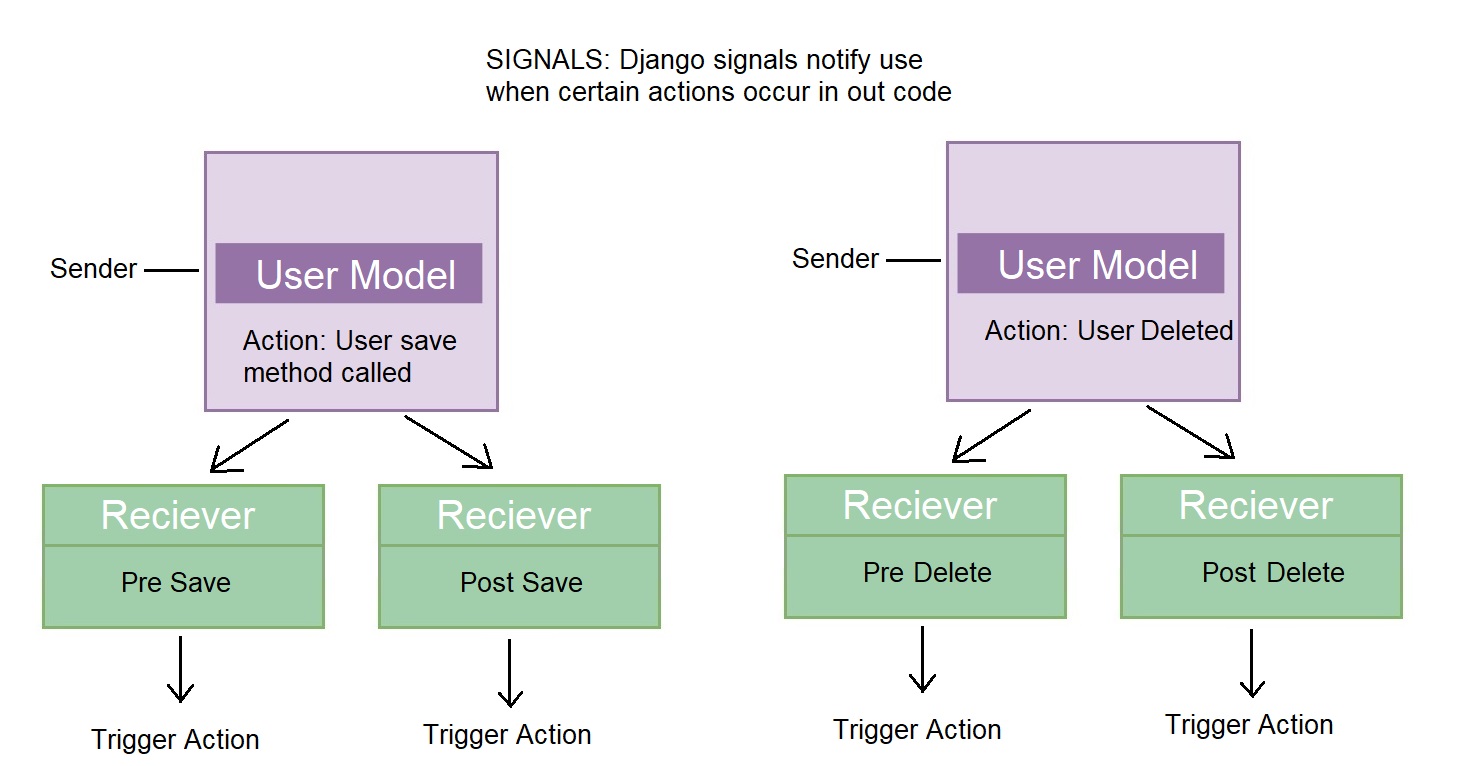 SIGNALS: Django signals notify use
when certain actions occur in out code
Sender
User Model
Action: User save
method called
Reciever
Pre Save
Trigger Action
Reciever
Post Save
Trigger Action
Sender
User Model
Action: User Deleted
Reciever
Pre Delete
Trigger Action
Reciever
Post Delete
Trigger Action